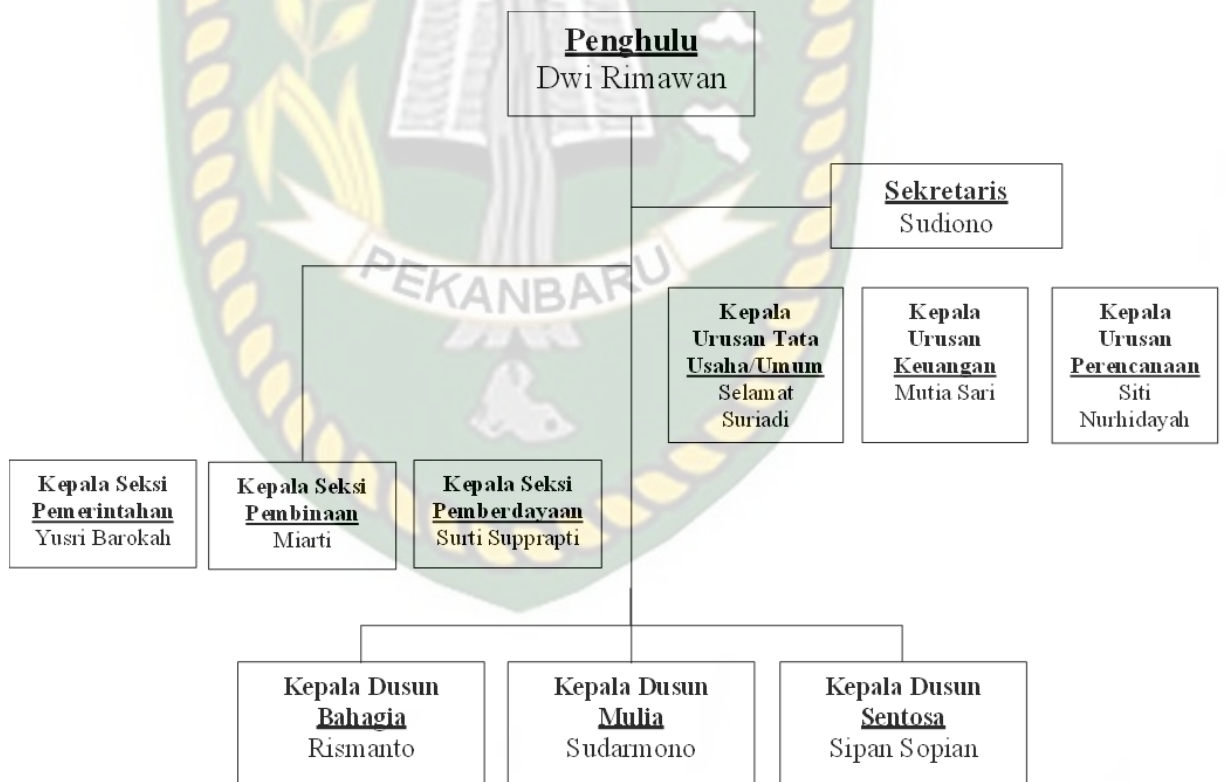 Penghulu
Dwi Rimawan
Sekretaris
Sudiono
PEKANBARU
Kepala
Urusan Tata
Usaha/Umum
Selamat
Suriadi
Kepala
Urusan
Keuangan
Mutia Sari
Kepala
Urusan
Perencanaan
Siti
Nurhidayah
Kepala Seksi
Pemerintahan
Yusri Barokah
Kepala Seksi
Pembinaan
Miarti
Kepala Seksi
Pemberdayaan
Surti Supprapti
Kepala Dusun
Bahagia
Rismanto
Kepala Dusun
Mulia
Sudarmono
Kepala Dusun
Sentosa
Sipan Sopian